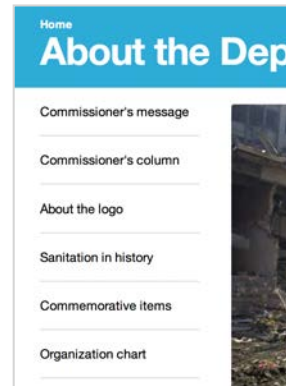 Home
About the Dep
Commissioner's message
Commissioner's column
About the logo
Sanitation in history
Commemorative items
Organization chart